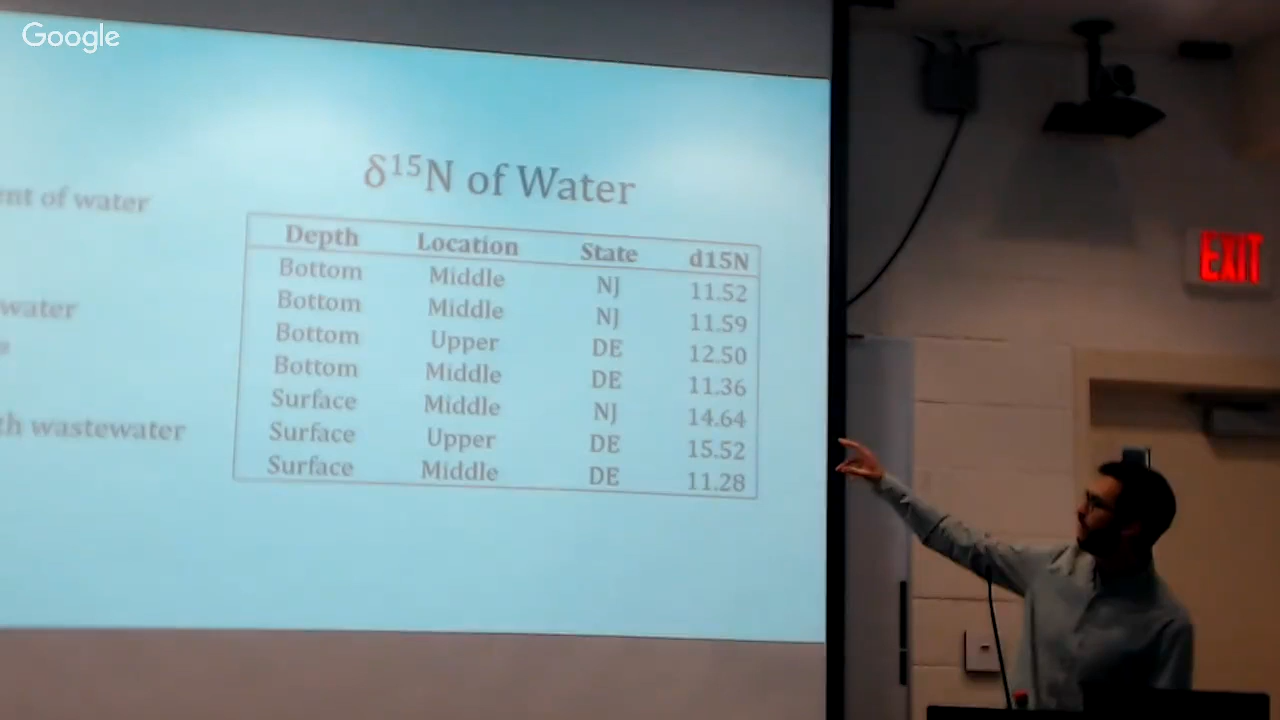 Google
δ¹⁵N of Water
of water
water
wastewater
Depth Location State d15N
Bottom Middle NJ 11.52
Bottom Middle NJ 11.59
Bottom Upper DE 12.50
Bottom Middle DE 11.36
Surface Middle NJ 14.64
Surface Upper DE 15.52
Surface Middle DE 11.28
EXIT